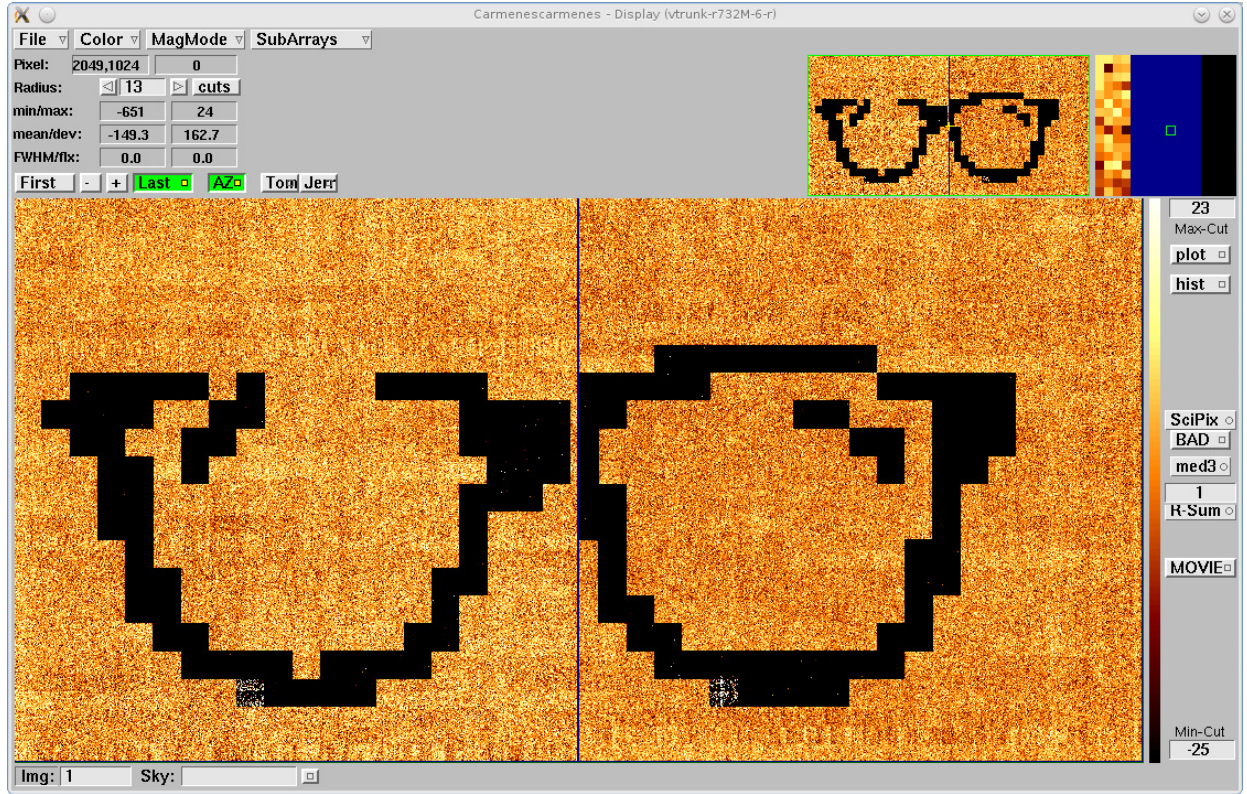 Carmenescarmenes - Display (vtrunk-r732M-6-r)
File Color MagMode SubArrays
Pixel: 2049,1024 0
Radius: 13 cuts
min/max: -651 24
mean/dev: -149.3 162.7
FWHM/flx: 0.0 0.0
First - + Last AZ Tom Jerr
23
Max-Cut
plot
hist
SciPix
BAD
med3
1
R-Sum
MOVIE
Min-Cut
-25
Img: 1 Sky: